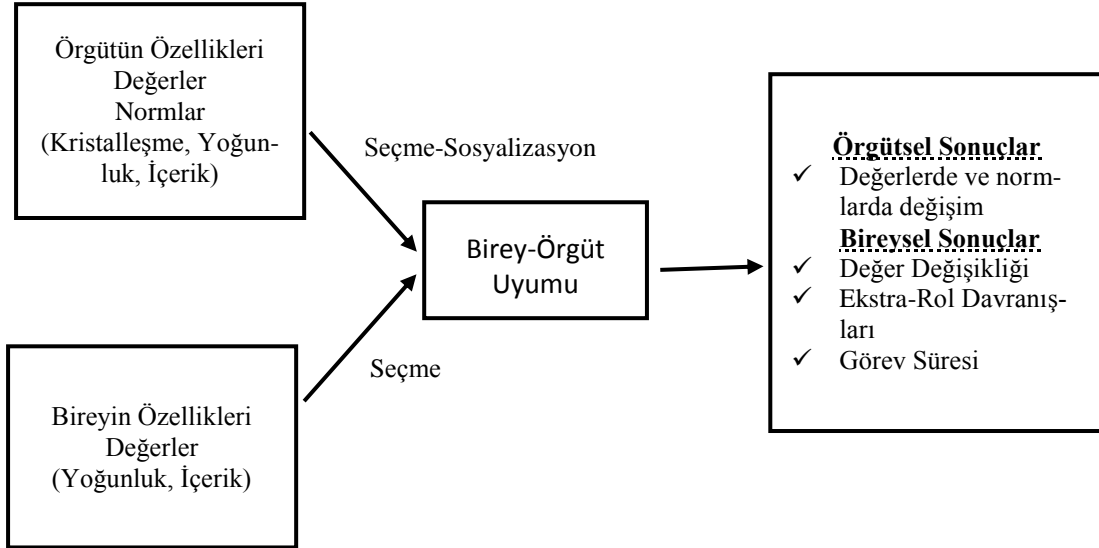 Örgütün Özellikleri
Değerler
Normlar
(Kristalleşme, Yoğun-
luk, İçerik)
Seçme-Sosyalizasyon
Birey-Örgüt
Uyumu
Seçme
Bireyin Özellikleri
Değerler
(Yoğunluk, İçerik)
Örgütsel Sonuçlar
✓ Değerlerde ve norm-
larda değişim
Bireysel Sonuçlar
✓ Değer Değişikliği
✓ Ekstra-Rol Davranış-
ları
✓ Görev Süresi